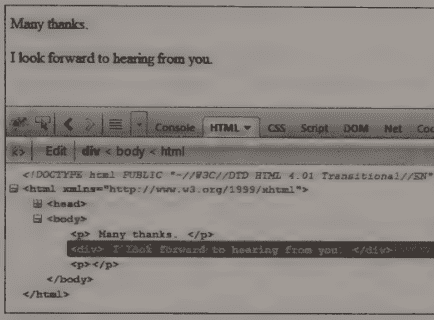 Many thanks.
I look forward to hearing from you.
Console HTML CSS Script DOM Net Coo
Edit div < body < html
<!DOCTYPE html PUBLIC "-//W3C//DTD HTML 4.01 Transitional//EN"
<html xmlns="http://www.w3.org/1999/xhtml">
<head>
<body>
<p> Many thanks. </p>
<div> I look forward to hearing from you. </div>
<p></p>
</body>
</html>